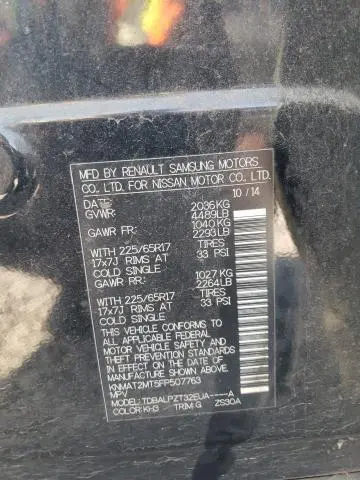 MFD BY RENAULT SAMSUNG MOTORS
CO. LTD. FOR NISSAN MOTOR CO. LTD.
DATE 10/14
GVWR: 2036KG
4489LB
GAWR FR: 1040KG
2293LB
WITH 225/65R17 TIRES
17x7J RIMS AT 33 PSI
COLD SINGLE
GAWR RR: 1027KG
2264LB
WITH 225/65R17 TIRES
17x7J RIMS AT 33 PSI
COLD SINGLE
THIS VEHICLE CONFORMS TO
ALL APPLICABLE FEDERAL
MOTOR VEHICLE SAFETY
STANDARDS IN EFFECT ON
THE DATE OF MANUFACTURE
SHOWN ABOVE
KNMAT2MT5FP507763
MPV
MODEL:TDBALPZT32EUA----A
COLOR:KH3 TRIM:G ZS30A